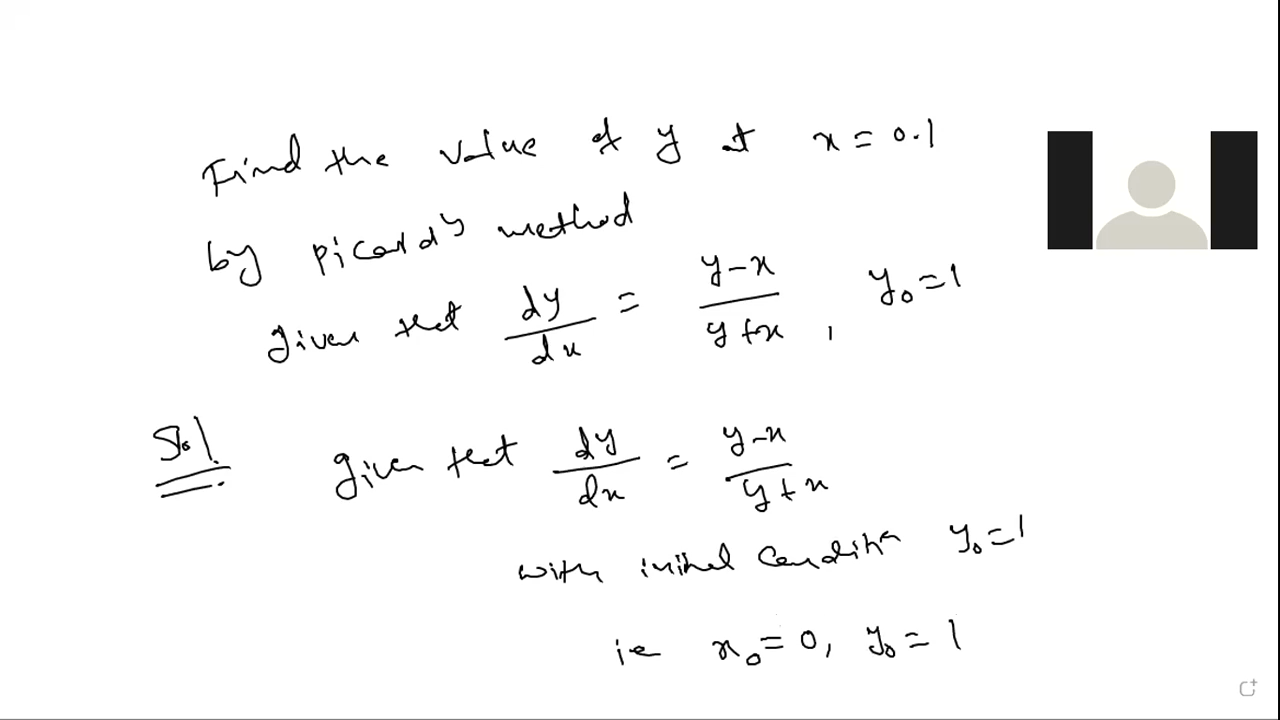 Find the value of y at x = 0.1
by picard's method
given that dy/dx = y-x/y+x , y₀=1
Sol. given that dy/dx = y-x/y+x
with initial condition y₀=1
ie x₀=0, y₀=1